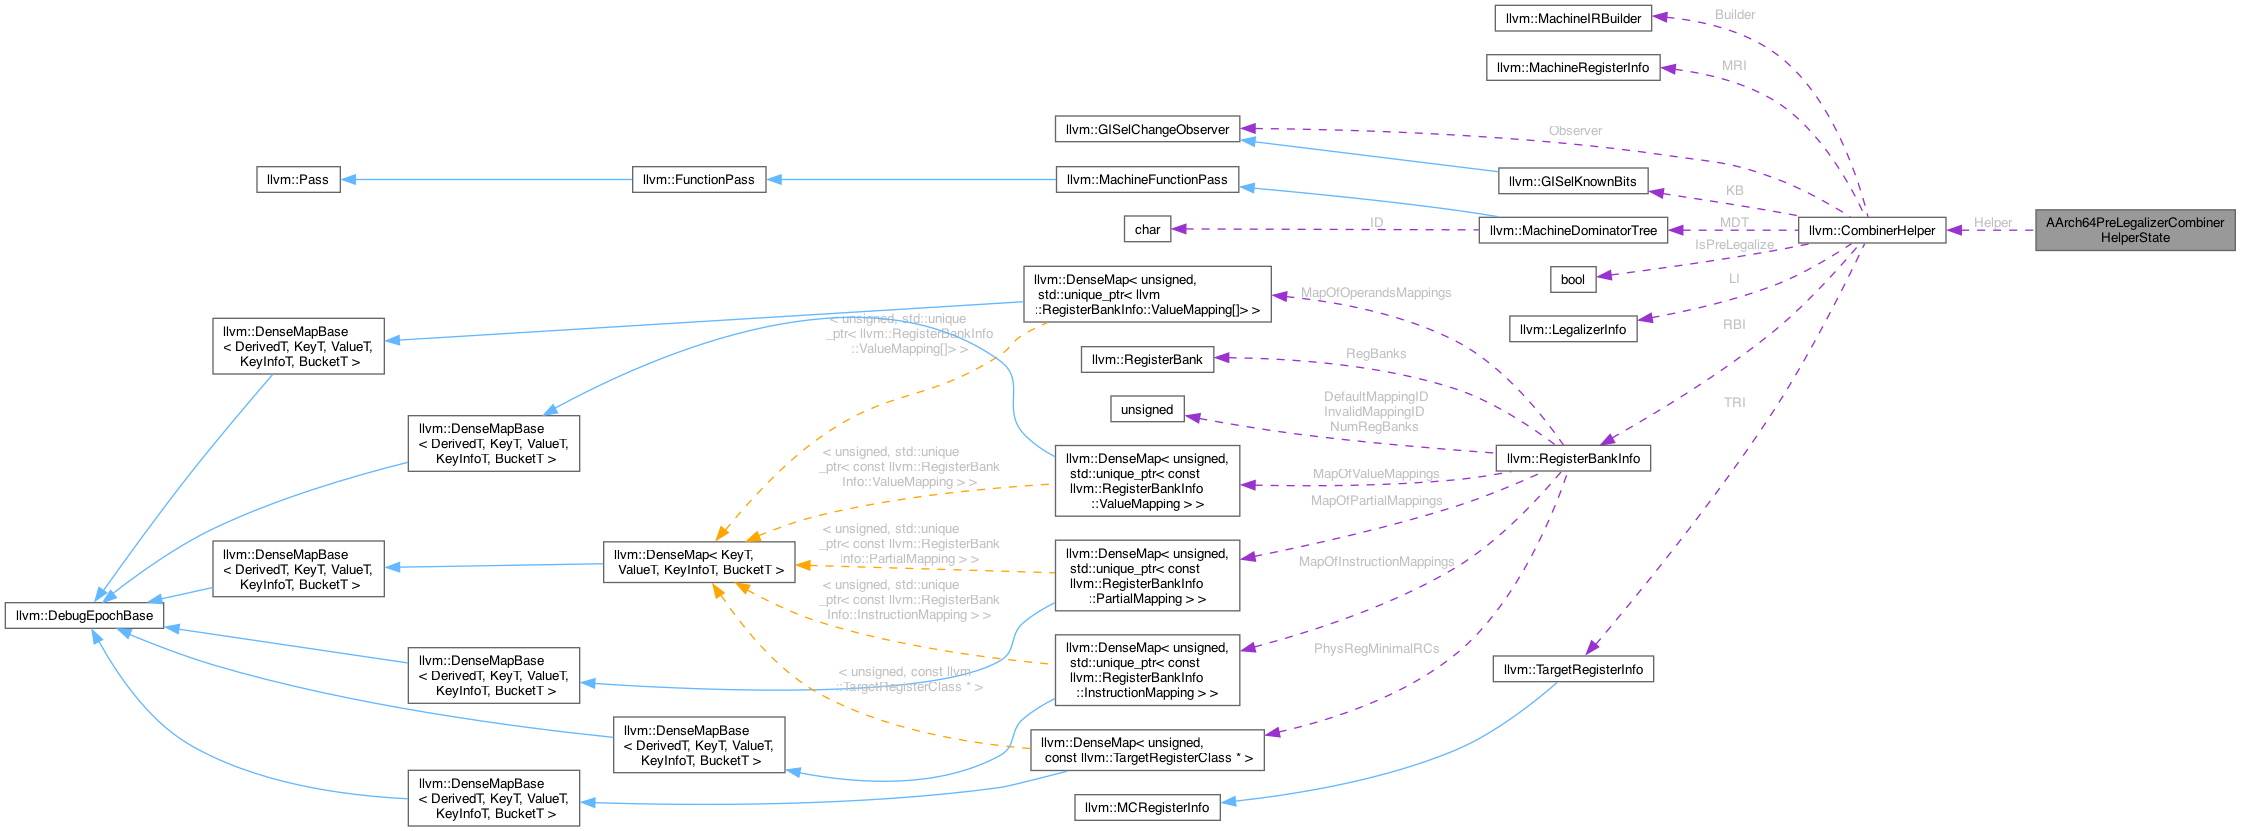 llvm::MachineIRBuilder
Builder
llvm::MachineRegisterInfo
MRI
llvm::GISelChangeObserver
Observer
llvm::Pass
llvm::FunctionPass
llvm::MachineFunctionPass
llvm::GISelKnownBits
KB
char
ID
llvm::MachineDominatorTree
MDT
llvm::CombinerHelper
Helper
AArch64PreLegalizerCombiner
HelperState
IsPreLegalize
bool
LI
llvm::LegalizerInfo
RBI
TRI
llvm::DenseMap< unsigned,
std::unique_ptr< llvm
::RegisterBankInfo::ValueMapping[]> >
MapOfOperandsMappings
llvm::RegisterBank
RegBanks
unsigned
DefaultMappingID
InvalidMappingID
NumRegBanks
llvm::RegisterBankInfo
llvm::DenseMapBase
< DerivedT, KeyT, ValueT,
KeyInfoT, BucketT >
< unsigned, std::unique
_ptr< llvm::RegisterBankInfo
::ValueMapping[]> >
llvm::DenseMapBase
< DerivedT, KeyT, ValueT,
KeyInfoT, BucketT >
< unsigned, std::unique
_ptr< const llvm::RegisterBank
Info::ValueMapping > >
llvm::DenseMap< unsigned,
std::unique_ptr< const
llvm::RegisterBankInfo
::ValueMapping > >
MapOfValueMappings
MapOfPartialMappings
llvm::DenseMapBase
< DerivedT, KeyT, ValueT,
KeyInfoT, BucketT >
llvm::DenseMap< KeyT,
ValueT, KeyInfoT, BucketT >
< unsigned, std::unique
_ptr< const llvm::RegisterBank
Info::PartialMapping > >
llvm::DenseMap< unsigned,
std::unique_ptr< const
llvm::RegisterBankInfo
::PartialMapping > >
MapOfInstructionMappings
llvm::DebugEpochBase
< unsigned, std::unique
_ptr< const llvm::RegisterBank
Info::InstructionMapping > >
llvm::DenseMapBase
< DerivedT, KeyT, ValueT,
KeyInfoT, BucketT >
< unsigned, const llvm
::TargetRegisterClass * >
llvm::DenseMap< unsigned,
std::unique_ptr< const
llvm::RegisterBankInfo
::InstructionMapping > >
PhysRegMinimalRCs
llvm::TargetRegisterInfo
llvm::DenseMapBase
< DerivedT, KeyT, ValueT,
KeyInfoT, BucketT >
llvm::DenseMap< unsigned,
const llvm::TargetRegisterClass * >
llvm::DenseMapBase
< DerivedT, KeyT, ValueT,
KeyInfoT, BucketT >
llvm::MCRegisterInfo